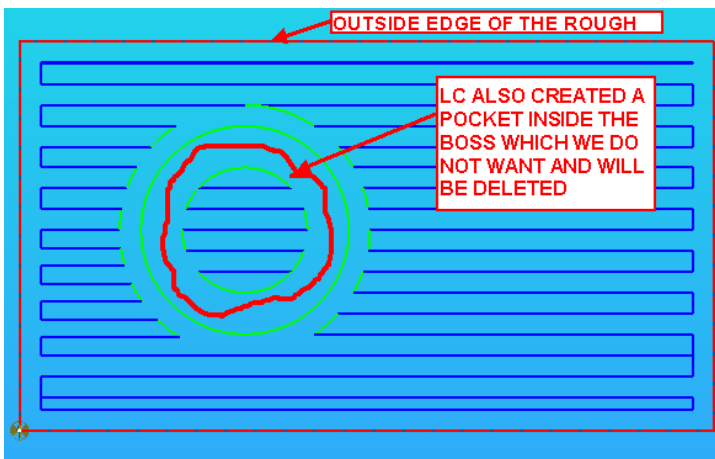 OUTSIDE EDGE OF THE ROUGH
LC ALSO CREATED A
POCKET INSIDE THE
BOSS WHICH WE DO
NOT WANT AND WILL
BE DELETED